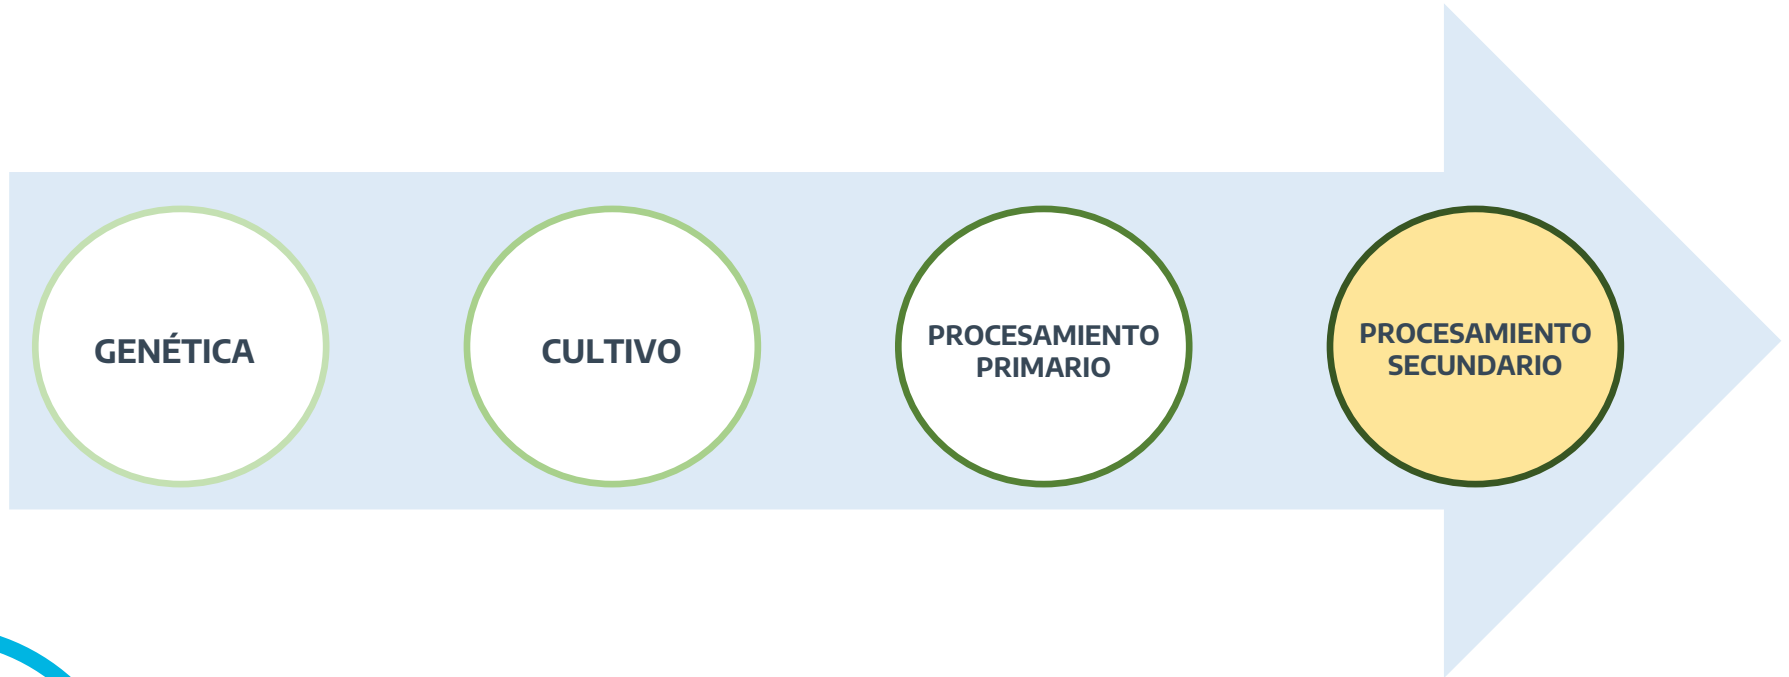 GENÉTICA
CULTIVO
PROCESAMIENTO
PRIMARIO
PROCESAMIENTO
SECUNDARIO